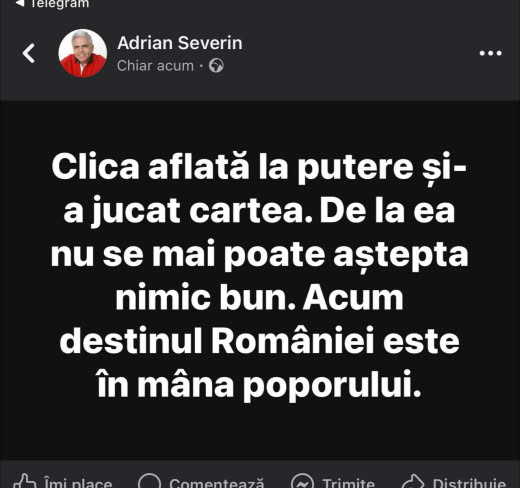 Telegram
Adrian Severin
Chiar acum ·
Clica aflată la putere și-
a jucat cartea. De la ea
nu se mai poate aștepta
nimic bun. Acum
destinul României este
în mâna poporului.
Îmi place Comentează Trimite Distribuie